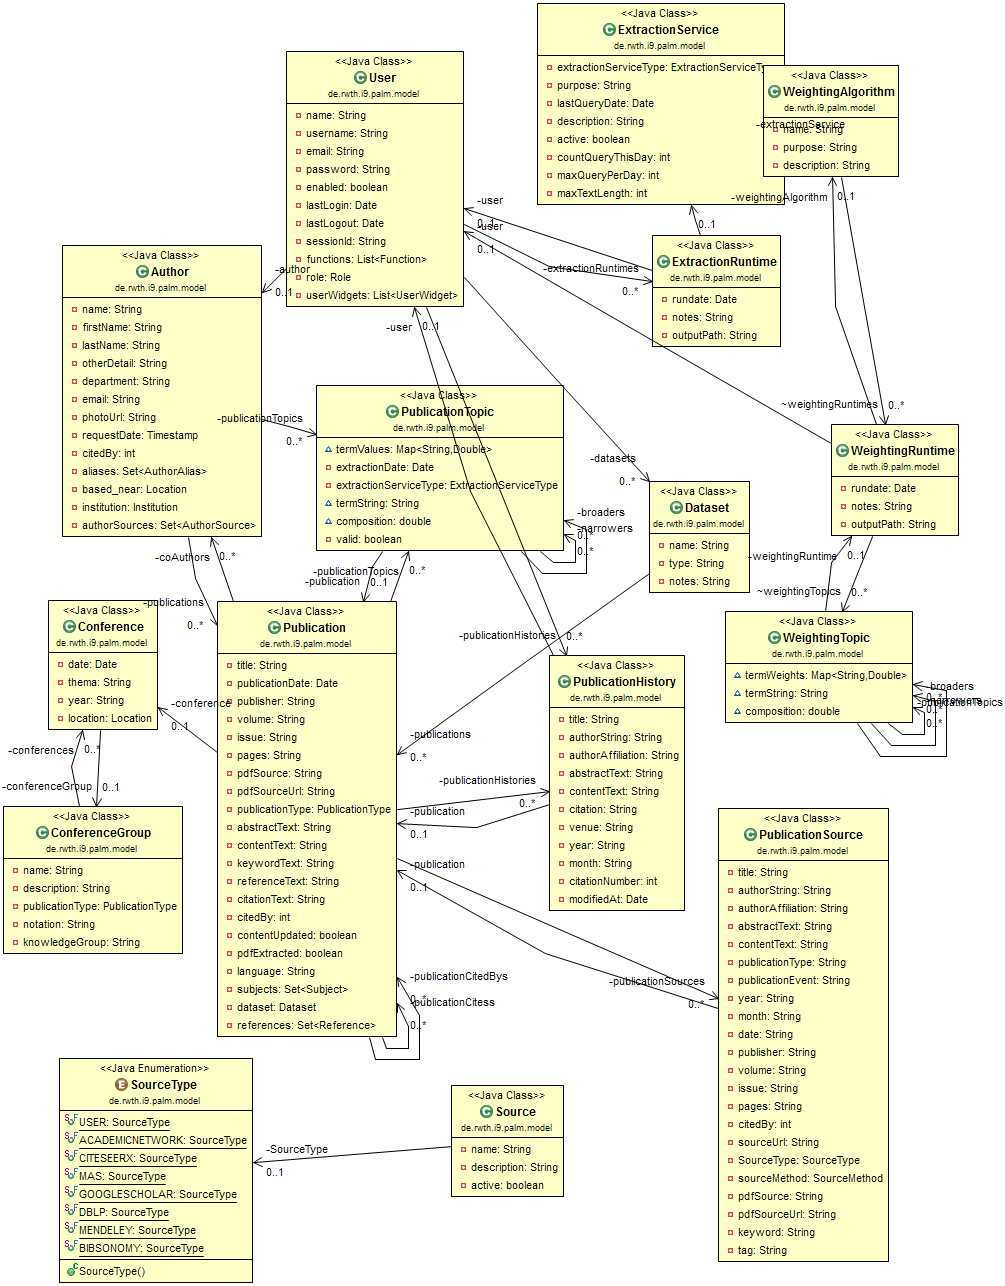 <<Java Class>>
ExtractionService
de.rwth.i9.palm.model
extractionServiceType: ExtractionServiceTy
purpose: String
lastQueryDate: Date
description: String
active: boolean
countQueryThisDay: int
maxQueryPerDay: int
maxTextLength: int
<<Java Class>>
WeightingAlgorithm
de.rwth.i9.palm.model
name: String
purpose: String
description: String
-extractionService
-weightingAlgorithm
0..1
0..1
<<Java Class>>
User
de.rwth.i9.palm.model
name: String
username: String
email: String
password: String
enabled: boolean
lastLogin: Date
lastLogout: Date
sessionId: String
functions: List<Function>
role: Role
userWidgets: List<UserWidget>
-user
0..1
-user
0..1
-extractionRuntimes
0..*
<<Java Class>>
ExtractionRuntime
de.rwth.i9.palm.model
rundate: Date
notes: String
outputPath: String
-author
0..1
-user
0..1
<<Java Class>>
Author
de.rwth.i9.palm.model
name: String
firstName: String
lastName: String
otherDetail: String
department: String
email: String
photoUrl: String
requestDate: Timestamp
citedBy: int
aliases: Set<AuthorAlias>
based_near: Location
institution: Institution
authorSources: Set<AuthorSource>
-publicationTopics
0..*
<<Java Class>>
PublicationTopic
de.rwth.i9.palm.model
termValues: Map<String,Double>
extractionDate: Date
extractionServiceType: ExtractionServiceType
termString: String
composition: double
valid: boolean
-broaders
0..*
-narrowers
0..*
-datasets
0..*
<<Java Class>>
Dataset
de.rwth.i9.palm.model
name: String
type: String
notes: String
~weightingRuntimes
0..*
<<Java Class>>
WeightingRuntime
de.rwth.i9.palm.model
rundate: Date
notes: String
outputPath: String
-weightingRuntime
0..1
~weightingTopics
0..*
<<Java Class>>
WeightingTopic
de.rwth.i9.palm.model
termWeights: Map<String,Double>
termString: String
composition: double
-broaders
0..*
-narrowers
0..*
-publicationTopics
-coAuthors
0..*
-publications
0..*
-publicationTopics
0..*
-publication
0..1
<<Java Class>>
Conference
de.rwth.i9.palm.model
date: Date
thema: String
year: String
location: Location
-conference
0..1
-conferences
0..*
-conferenceGroup
0..1
<<Java Class>>
ConferenceGroup
de.rwth.i9.palm.model
name: String
description: String
publicationType: PublicationType
notation: String
knowledgeGroup: String
<<Java Class>>
Publication
de.rwth.i9.palm.model
title: String
publicationDate: Date
publisher: String
volume: String
issue: String
pages: String
pdfSource: String
pdfSourceUrl: String
publicationType: PublicationType
abstractText: String
contentText: String
keywordText: String
referenceText: String
citationText: String
citedBy: int
contentUpdated: boolean
pdfExtracted: boolean
language: String
subjects: Set<Subject>
dataset: Dataset
references: Set<Reference>
-publicationHistories
0..*
-publications
0..*
-publicationHistories
0..*
-publication
0..1
-publication
0..1
-publicationCitedBys
0..*
-publicationCitess
0..*
<<Java Class>>
PublicationHistory
de.rwth.i9.palm.model
title: String
authorString: String
authorAffiliation: String
abstractText: String
contentText: String
citation: String
venue: String
year: String
month: String
citationNumber: int
modifiedAt: Date
-publicationSources
0..*
<<Java Class>>
PublicationSource
de.rwth.i9.palm.model
title: String
authorString: String
authorAffiliation: String
abstractText: String
contentText: String
publicationType: String
publicationEvent: String
year: String
month: String
date: String
publisher: String
volume: String
issue: String
pages: String
citedBy: int
sourceUrl: String
SourceType: SourceType
sourceMethod: SourceMethod
pdfSource: String
pdfSourceUrl: String
keyword: String
tag: String
<<Java Enumeration>>
SourceType
de.rwth.i9.palm.model
USER: SourceType
ACADEMICNETWORK: SourceType
CITESEERX: SourceType
MAS: SourceType
GOOGLESCHOLAR: SourceType
DBLP: SourceType
MENDELEY: SourceType
BIBSONOMY: SourceType
SourceType()
-SourceType
0..1
<<Java Class>>
Source
de.rwth.i9.palm.model
name: String
description: String
active: boolean